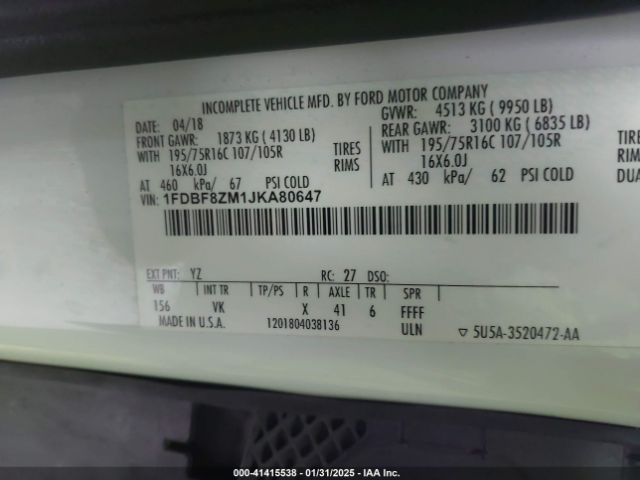 INCOMPLETE VEHICLE MFD. BY FORD MOTOR COMPANY
DATE: 04/18 GVWR: 4513 KG ( 9950 LB)
FRONT GAWR: 1873 KG ( 4130 LB) REAR GAWR: 3100 KG ( 6835 LB)
WITH 195/75R16C 107/105R TIRES WITH 195/75R16C 107/105R TIRES
16X6.0J RIMS 16X6.0J RIMS
AT 460 kPa/ 67 PSI COLD AT 430 kPa/ 62 PSI COLD DUA
VIN: 1FDBF8ZM1JKA80647
EXT PNT: YZ RC: 27 DSO:
WB INT TR TP/PS R AXLE TR SPR
156 VK X 41 6 FFFF
MADE IN U.S.A. 1201804038136 ULN ▽ 5U5A-3520472-AA
000-41415538 - 01/31/2025 - IAA Inc.